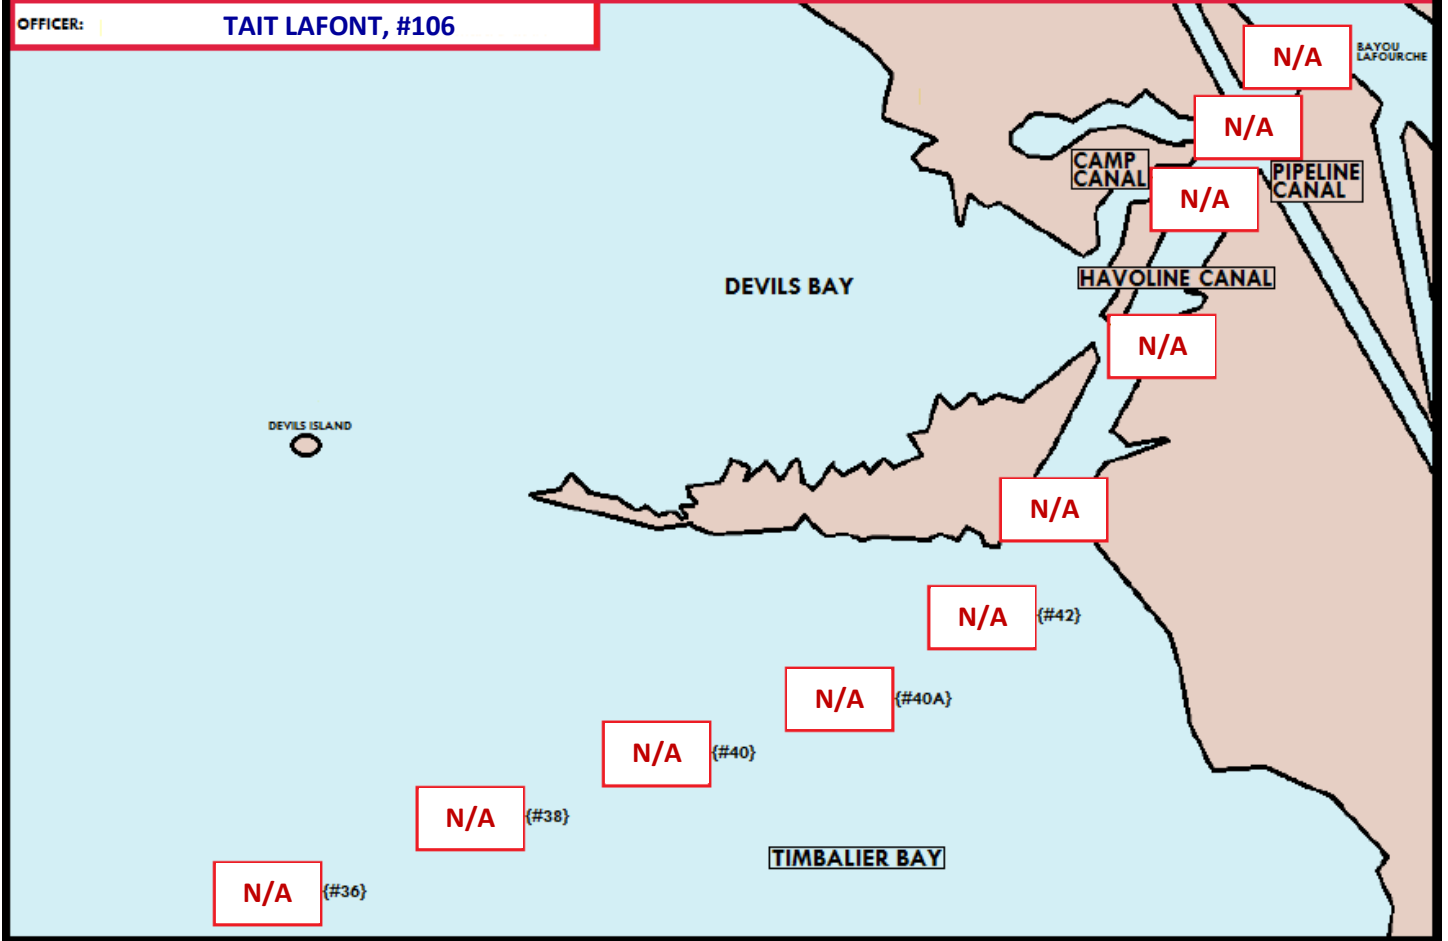 OFFICER: TAIT LAFONT, #106
N/A
BAYOU
LAFOURCHE
N/A
CAMP
CANAL
PIPELINE
CANAL
N/A
HAVOLINE CANAL
DEVILS BAY
N/A
DEVILS ISLAND
N/A
N/A {#42}
N/A {#40A}
N/A {#40}
N/A {#38}
TIMBALIER BAY
N/A {#36}